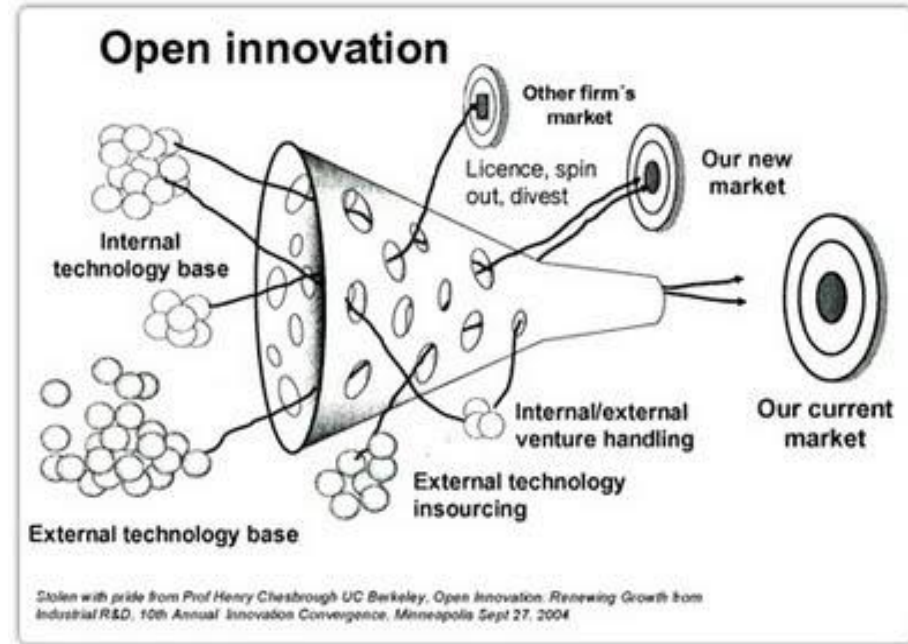 Open innovation
Other firm´s
market
Licence, spin
out, divest
Our new
market
Internal
technology base
Internal/external
venture handling
Our current
market
External technology
insourcing
External technology base
Stolen with pride from Prof Henry Chesbrough UC Berkeley, Open Innovation: Renewing Growth from
Industrial R&D, 10th Annual Innovation Convergence, Minneapolis Sept 27, 2004